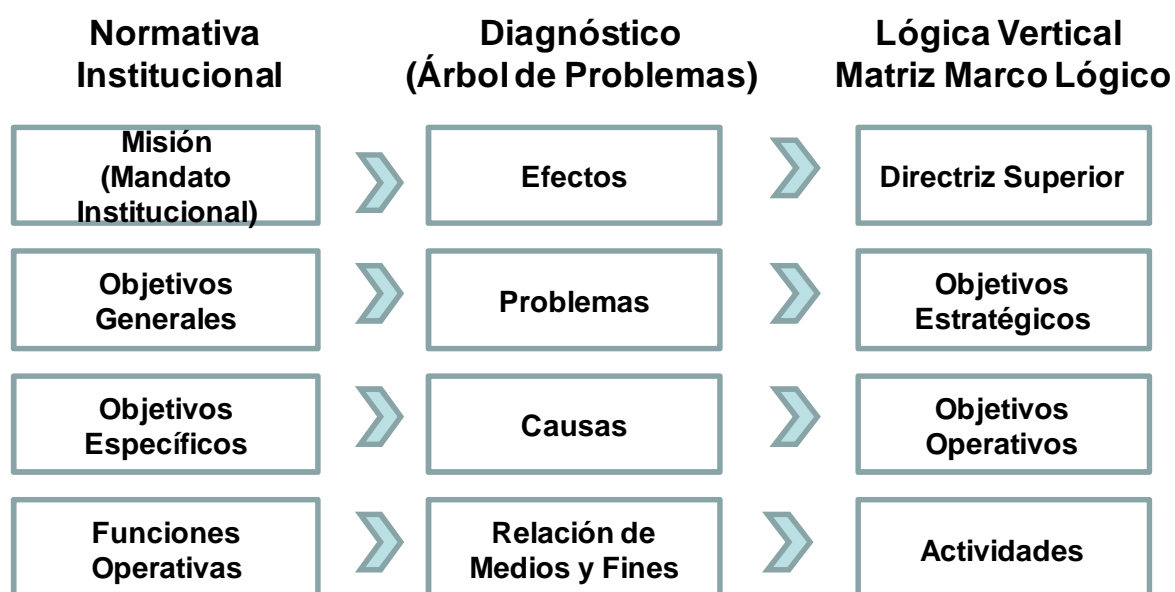 Normativa
Institucional
Diagnóstico
(Árbol de Problemas)
Lógica Vertical
Matriz Marco Lógico
Misión
(Mandato
Institucional)
Efectos
Directriz Superior
Objetivos
Generales
Problemas
Objetivos
Estratégicos
Objetivos
Específicos
Causas
Objetivos
Operativos
Funciones
Operativas
Relación de
Medios y Fines
Actividades